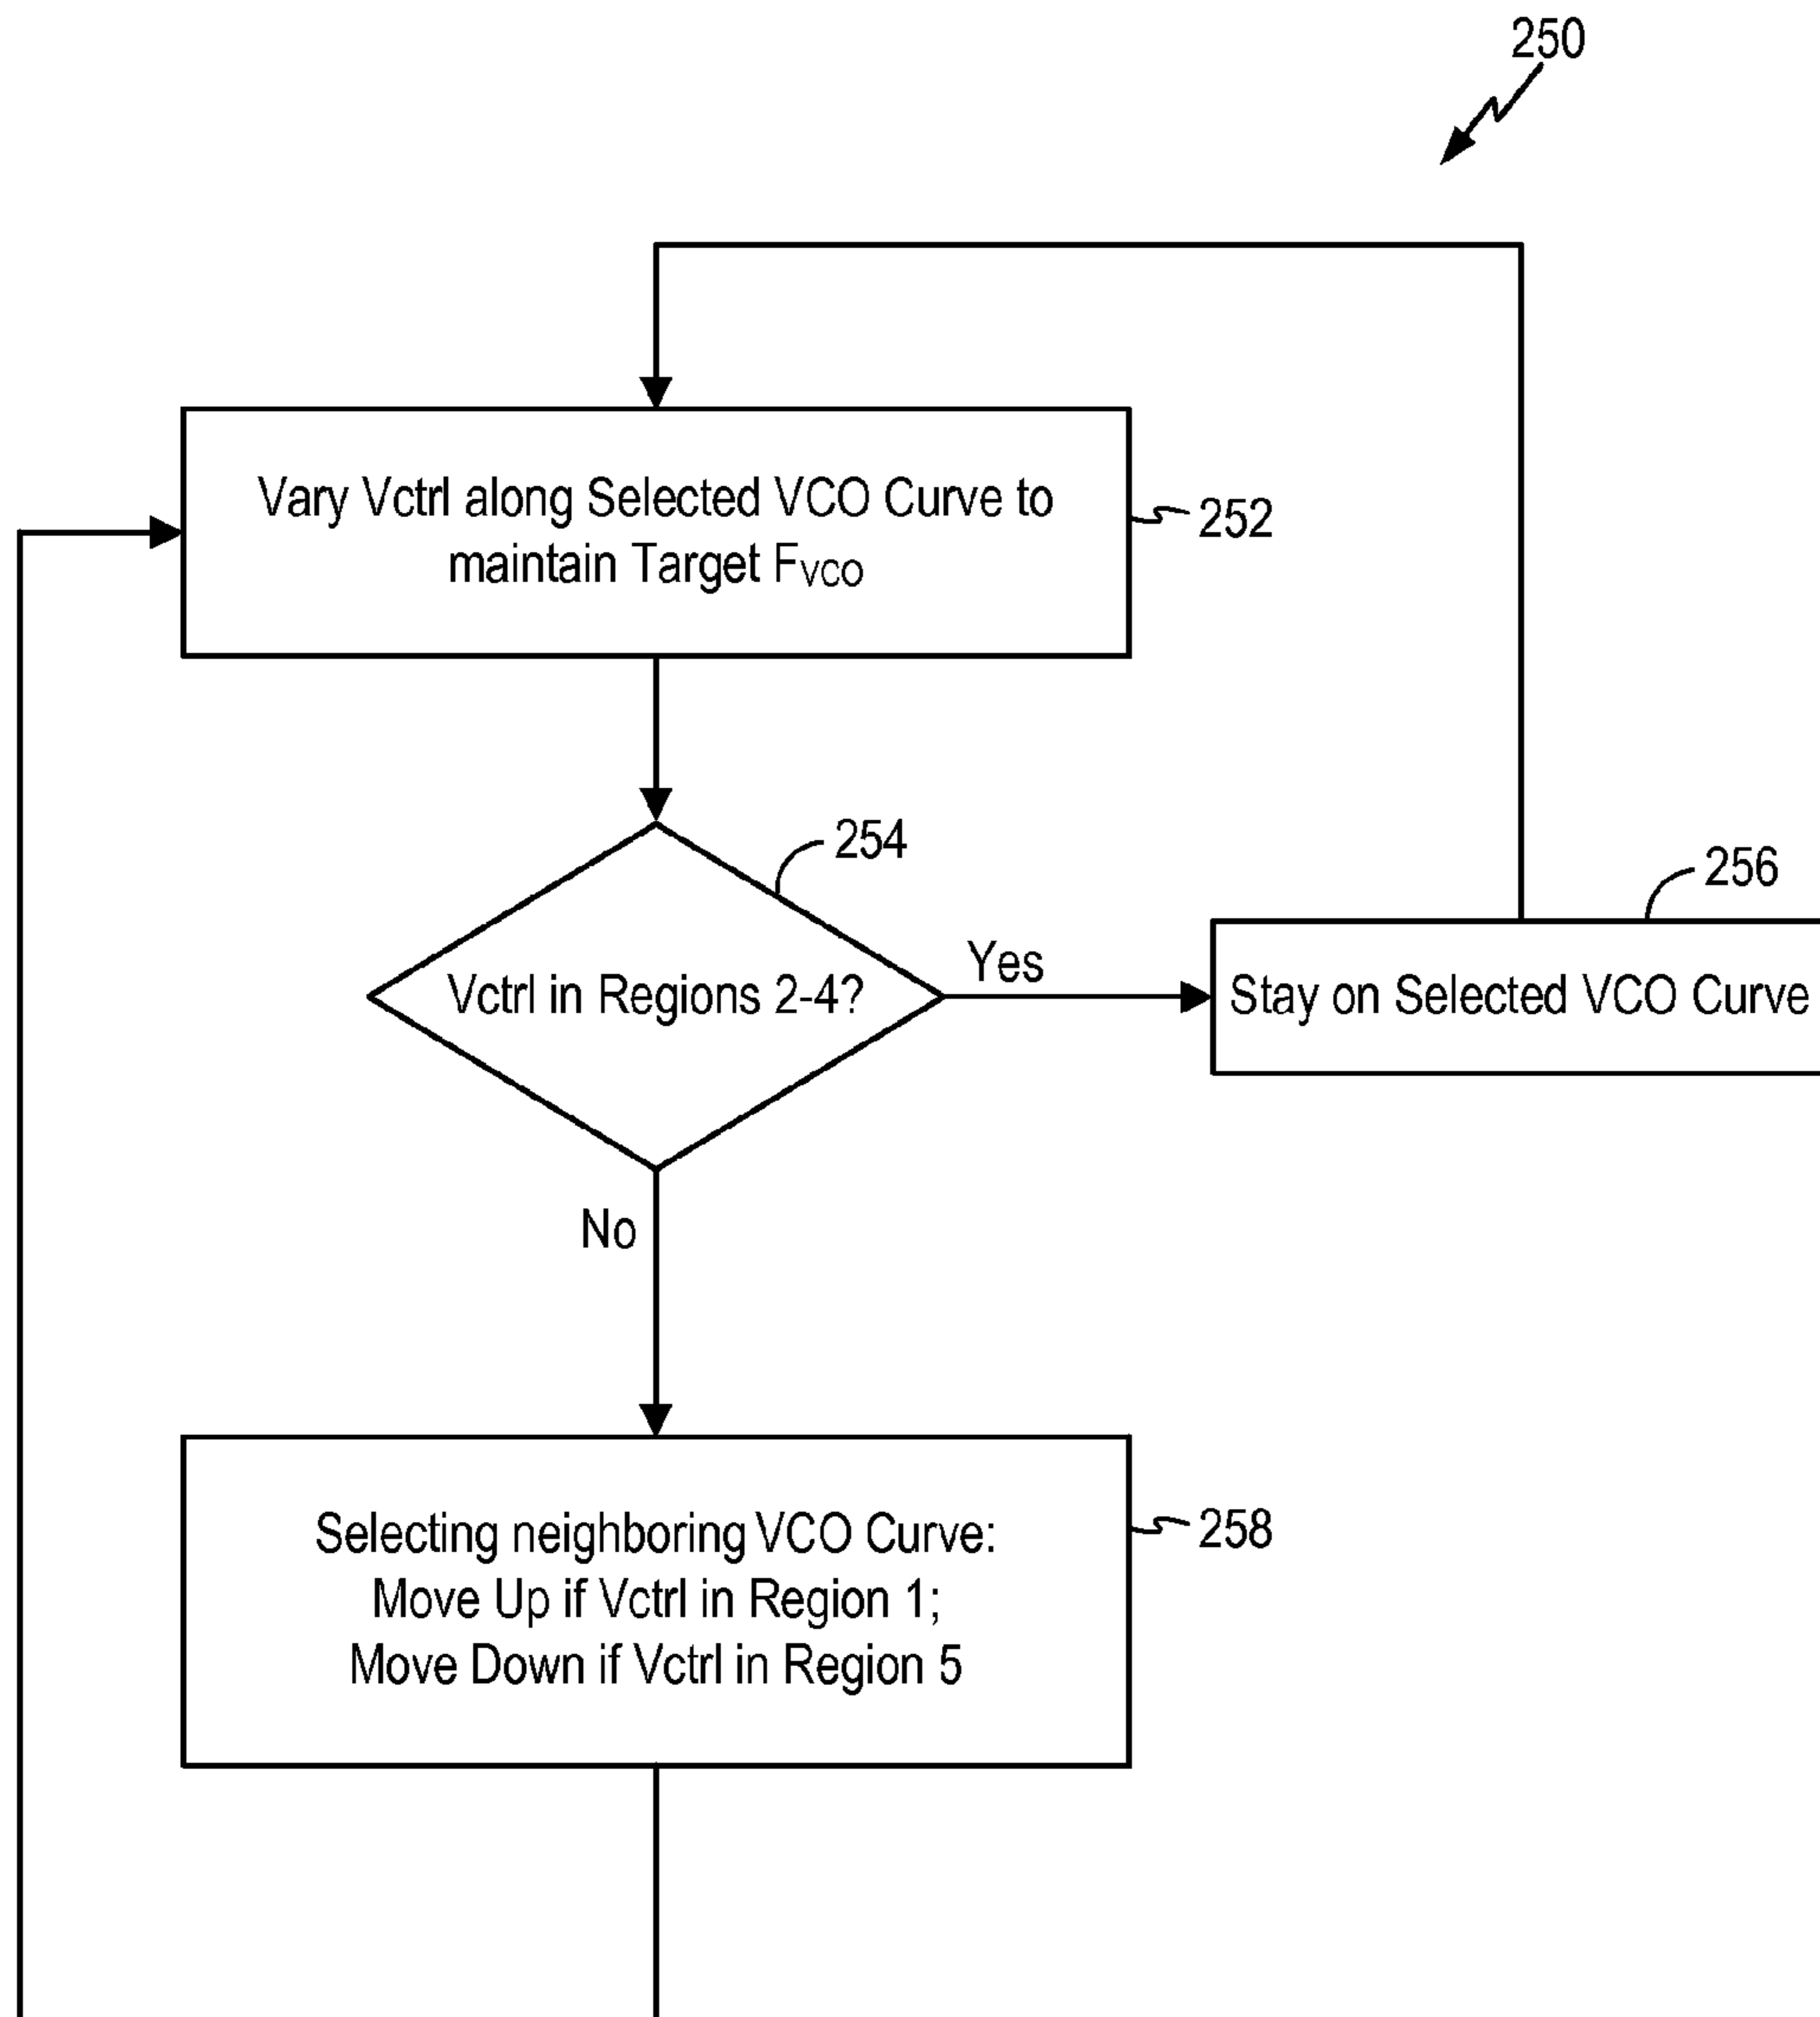 250
Vary Vctrl along Selected VCO Curve to
maintain Target FVCO
252
254
Vctrl in Regions 2-4?
Yes
256
Stay on Selected VCO Curve
No
Selecting neighboring VCO Curve:
Move Up if Vctrl in Region 1;
Move Down if Vctrl in Region 5
258